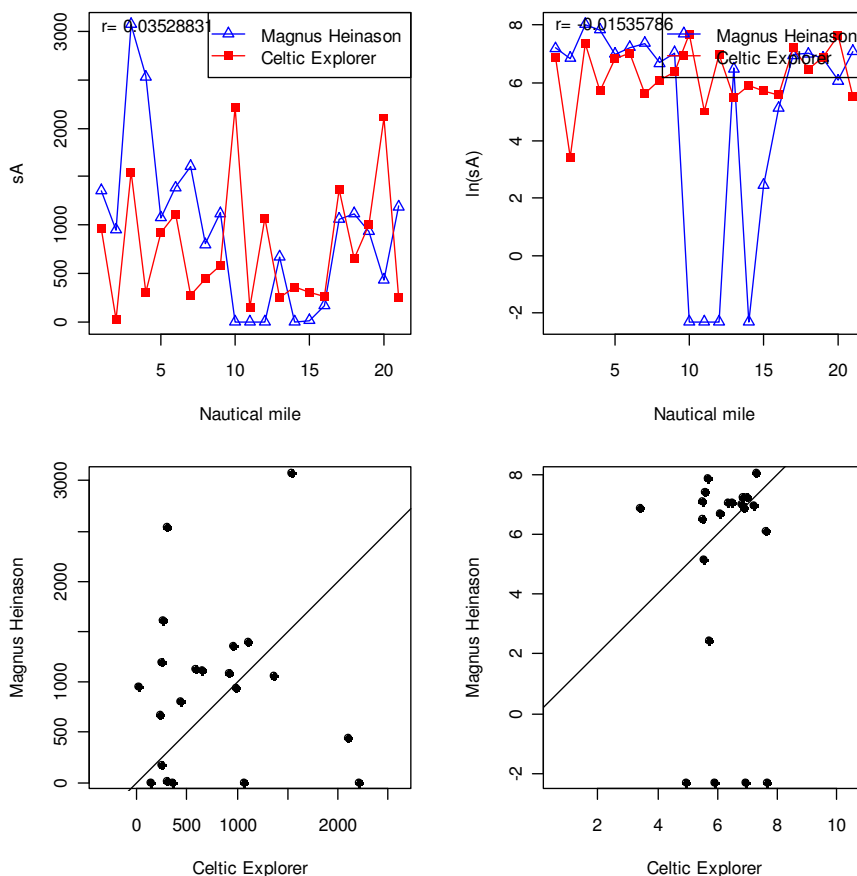 r= 0.03528831
Magnus Heinason
Celtic Explorer
sA
0 500 1000 2000 3000
5 10 15 20
Nautical mile
r= -0.01535786
Magnus Heinason
Celtic Explorer
ln(sA)
-2 0 2 4 6 8
5 10 15 20
Nautical mile
Magnus Heinason
0 500 1000 2000 3000
0 500 1000 2000
Celtic Explorer
Magnus Heinason
-2 0 2 4 6 8
2 4 6 8 10
Celtic Explorer